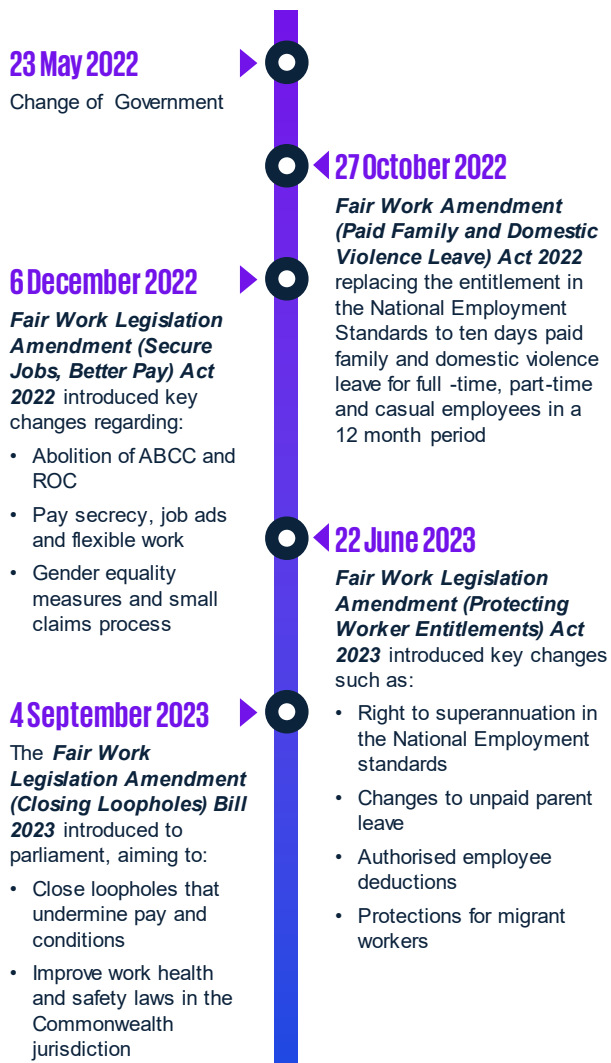 23 May 2022
Change of Government
27 October 2022
Fair Work Amendment
(Paid Family and Domestic
Violence Leave) Act 2022
replacing the entitlement in
the National Employment
Standards to ten days paid
family and domestic violence
leave for full -time, part-time
and casual employees in a
12 month period
6 December 2022
Fair Work Legislation
Amendment (Secure
Jobs, Better Pay) Act
2022 introduced key
changes regarding:
• Abolition of ABCC and
ROC
• Pay secrecy, job ads
and flexible work
• Gender equality
measures and small
claims process
22 June 2023
Fair Work Legislation
Amendment (Protecting
Worker Entitlements) Act
2023 introduced key changes
such as:
• Right to superannuation in
the National Employment
standards
• Changes to unpaid parent
leave
• Authorised employee
deductions
• Protections for migrant
workers
4 September 2023
The Fair Work
Legislation Amendment
(Closing Loopholes) Bill
2023 introduced to
parliament, aiming to:
• Close loopholes that
undermine pay and
conditions
• Improve work health
and safety laws in the
Commonwealth
jurisdiction